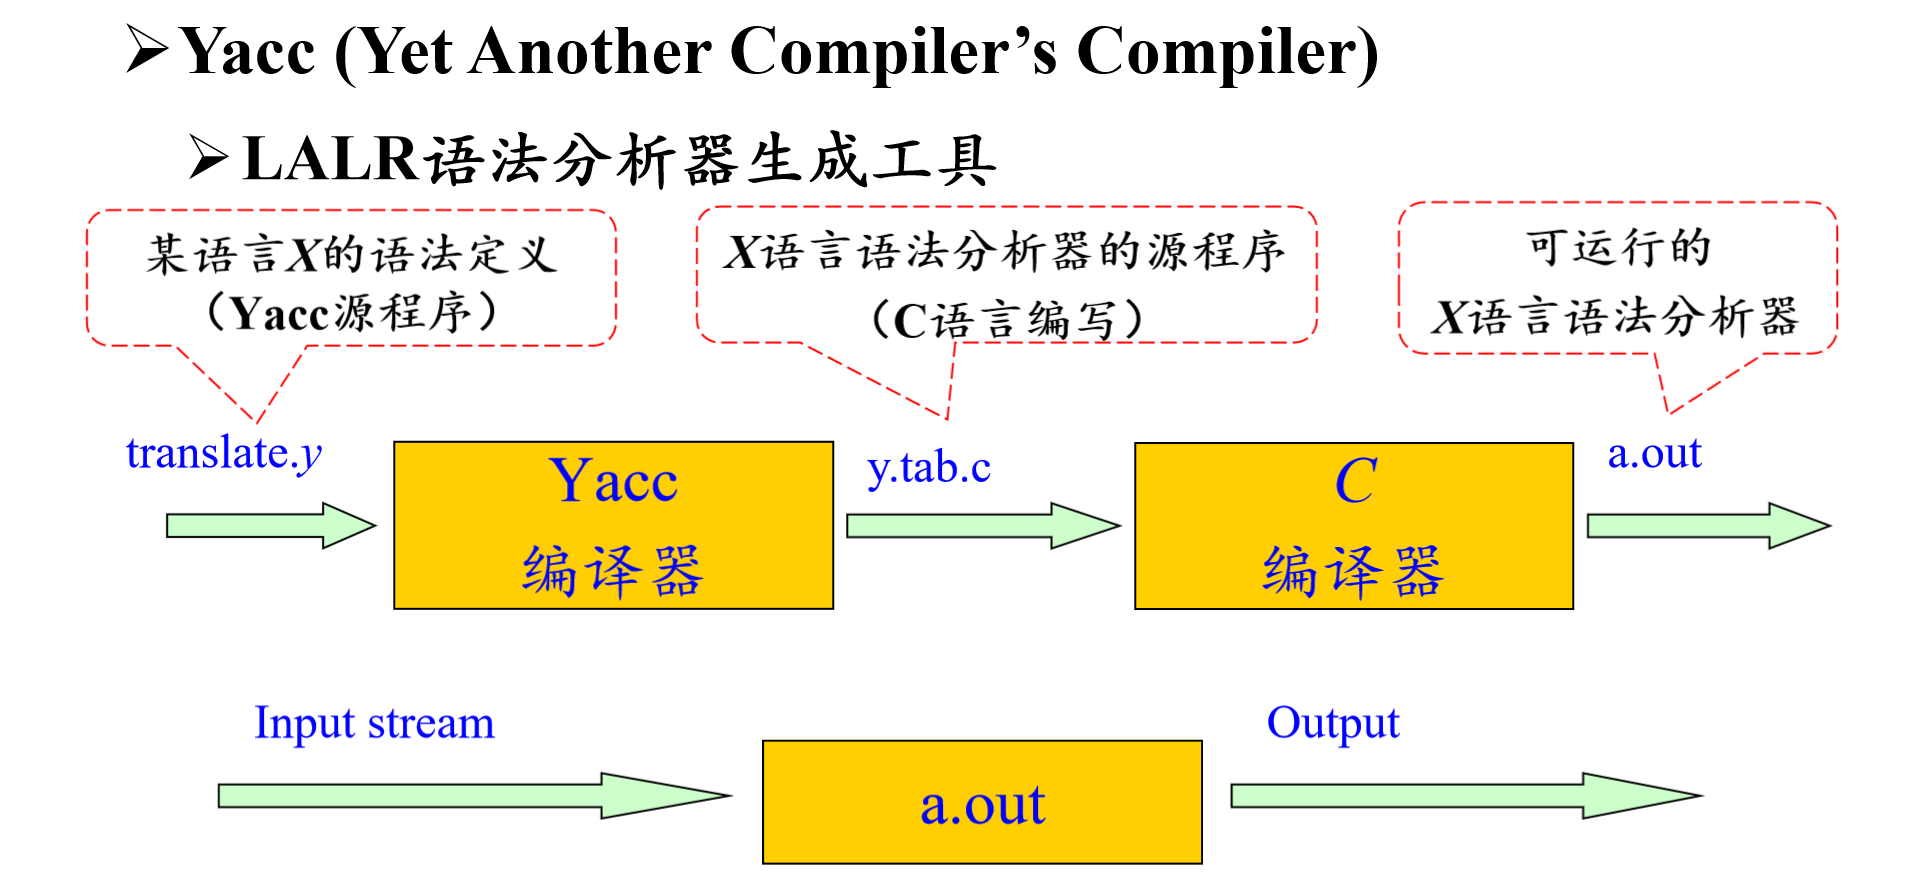 Yacc (Yet Another Compiler’s Compiler)
LALR语法分析器生成工具
某语言X的语法定义
（Yacc源程序）
X语言语法分析器的源程序
（C语言编写）
可运行的
X语言语法分析器
translate.y
Yacc
编译器
y.tab.c
C
编译器
a.out
Input stream
a.out
Output